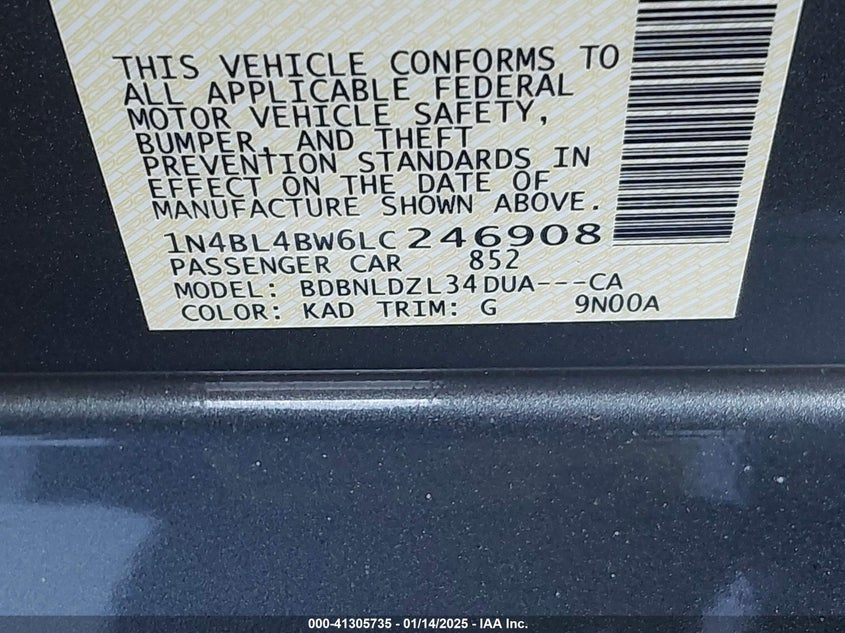 THIS VEHICLE CONFORMS TO
ALL APPLICABLE FEDERAL
MOTOR VEHICLE SAFETY,
BUMPER, AND THEFT
PREVENTION STANDARDS IN
EFFECT ON THE DATE OF
MANUFACTURE SHOWN ABOVE.
1N4BL4BW6LC246908
PASSENGER CAR 852
MODEL: BDBNLDZL34DUA---CA
COLOR: KAD TRIM: G 9N00A
000-41305735 - 01/14/2025 - IAA Inc.